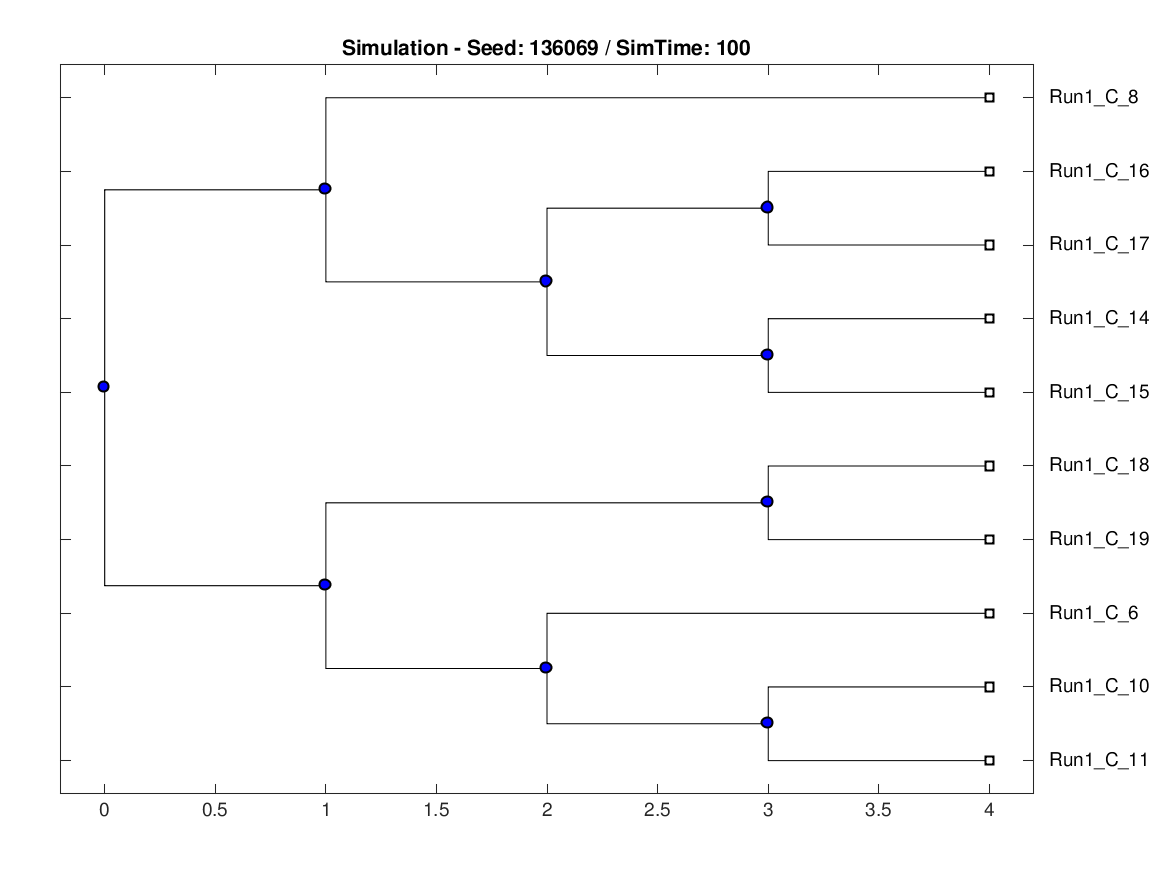 Simulation - Seed: 136069 / SimTime: 100
Run1_C_8
Run1_C_16
Run1_C_17
Run1_C_14
Run1_C_15
Run1_C_18
Run1_C_19
Run1_C_6
Run1_C_10
Run1_C_11
0 0.5 1 1.5 2 2.5 3 3.5 4